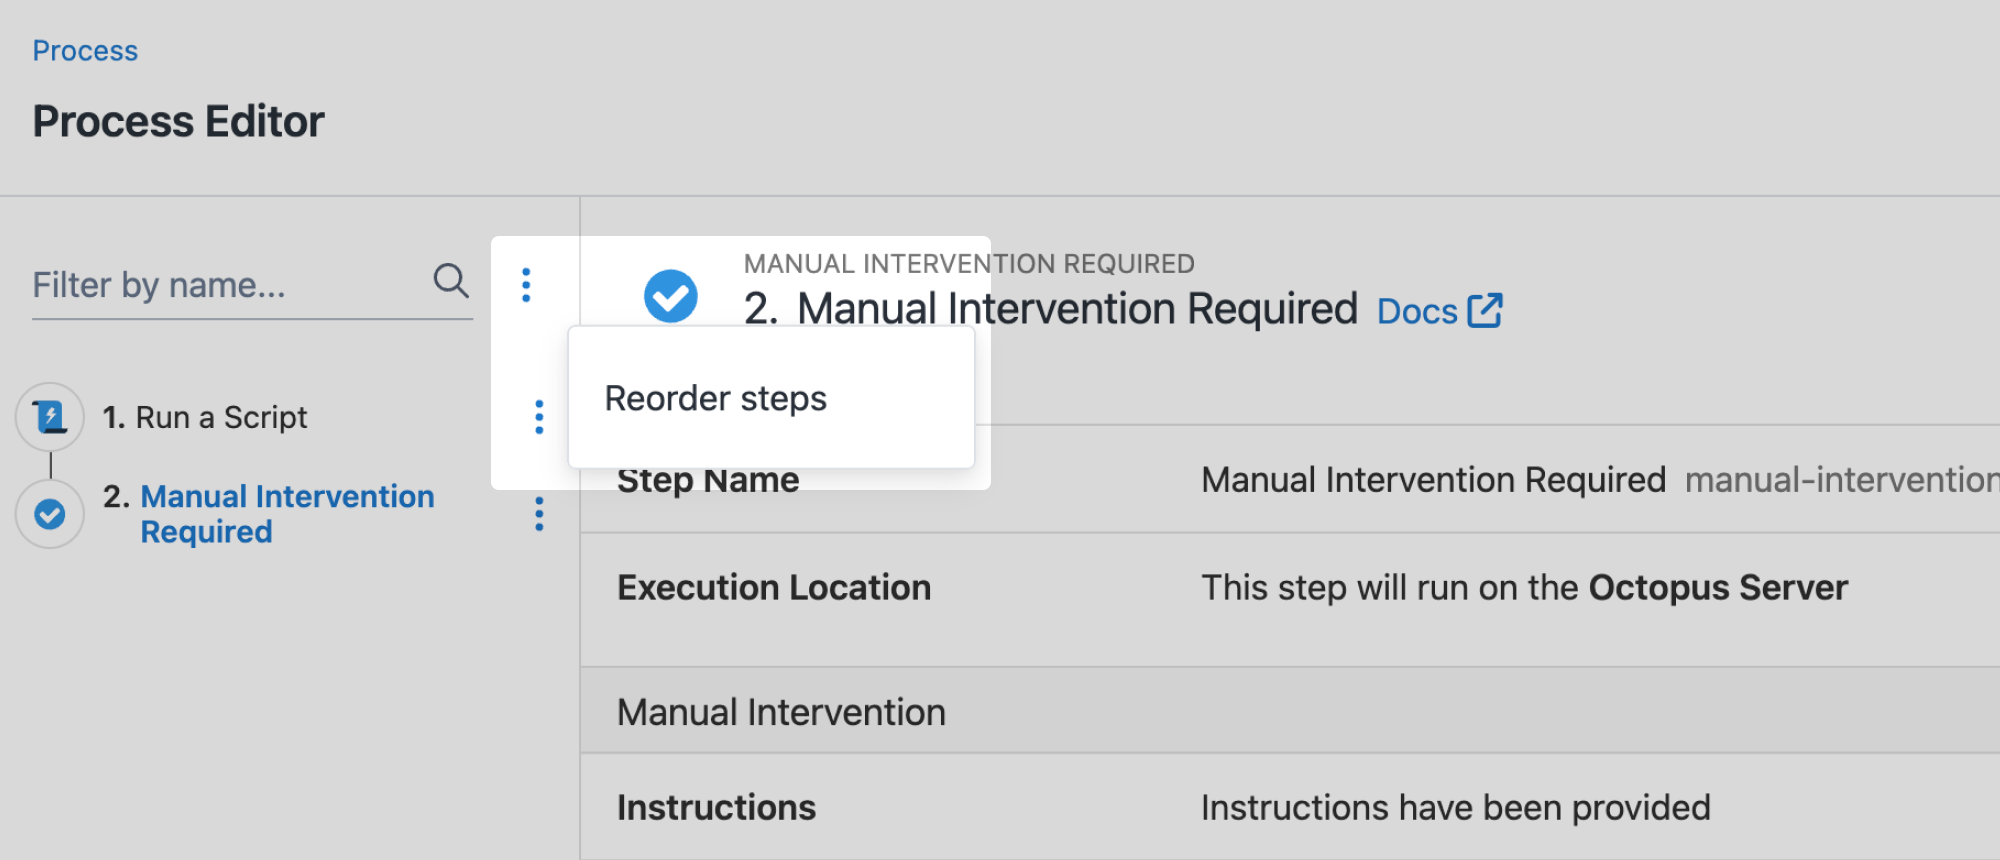 Process
Process Editor
Filter by name...
1. Run a Script
2. Manual Intervention
Required
MANUAL INTERVENTION REQUIRED
2. Manual Intervention Required Docs
Reorder steps
Step Name Manual Intervention Required manual-intervention
Execution Location This step will run on the Octopus Server
Manual Intervention
Instructions Instructions have been provided